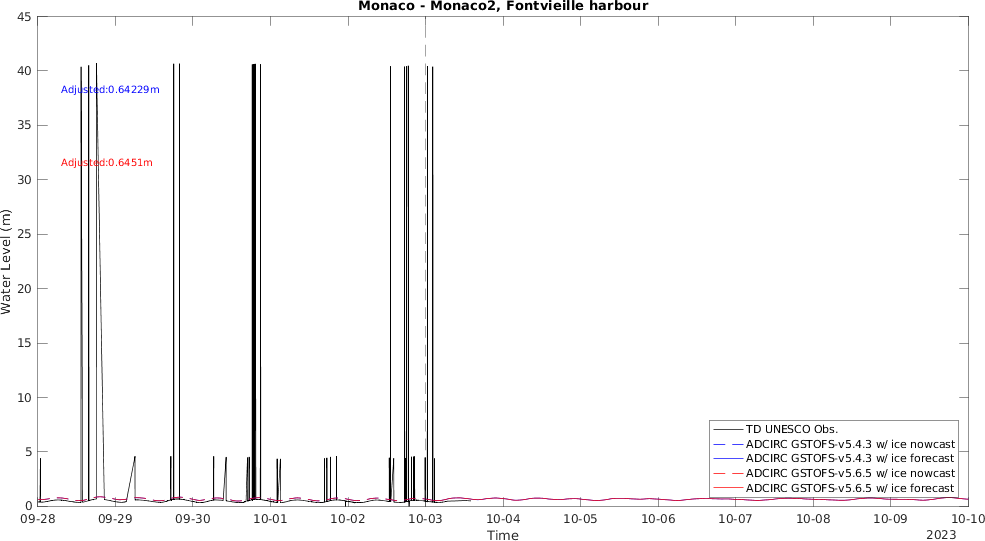 Monaco - Monaco2, Fontvieille harbour
45
40
35
30
25
20
15
10
5
0
Water Level (m)
Adjusted:0.64229m
Adjusted:0.6451m
TD UNESCO Obs.
ADCIRC GSTOFS-v5.4.3 w/ ice nowcast
ADCIRC GSTOFS-v5.4.3 w/ ice forecast
ADCIRC GSTOFS-v5.6.5 w/ ice nowcast
ADCIRC GSTOFS-v5.6.5 w/ ice forecast
09-28 09-29 09-30 10-01 10-02 10-03 10-04 10-05 10-06 10-07 10-08 10-09 10-10
Time
2023